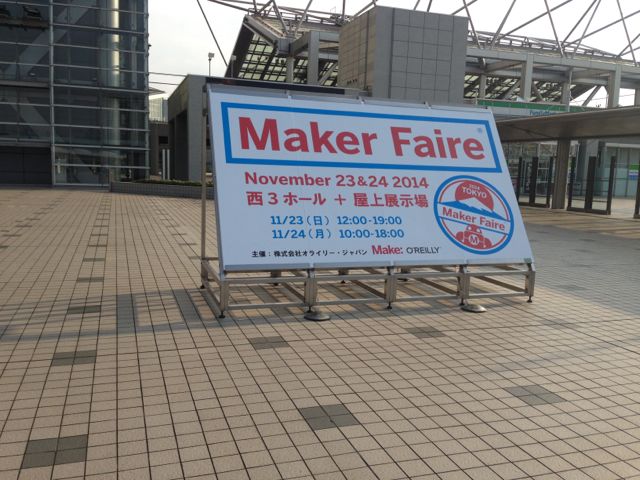 Maker Faire
November 23&24 2014
西3ホール + 屋上展示場
11/23(日) 12:00-19:00
11/24(月) 10:00-18:00
主催:株式会社オライリー・ジャパン Make: O'REILLY
2014
TOKYO
Maker Faire
M